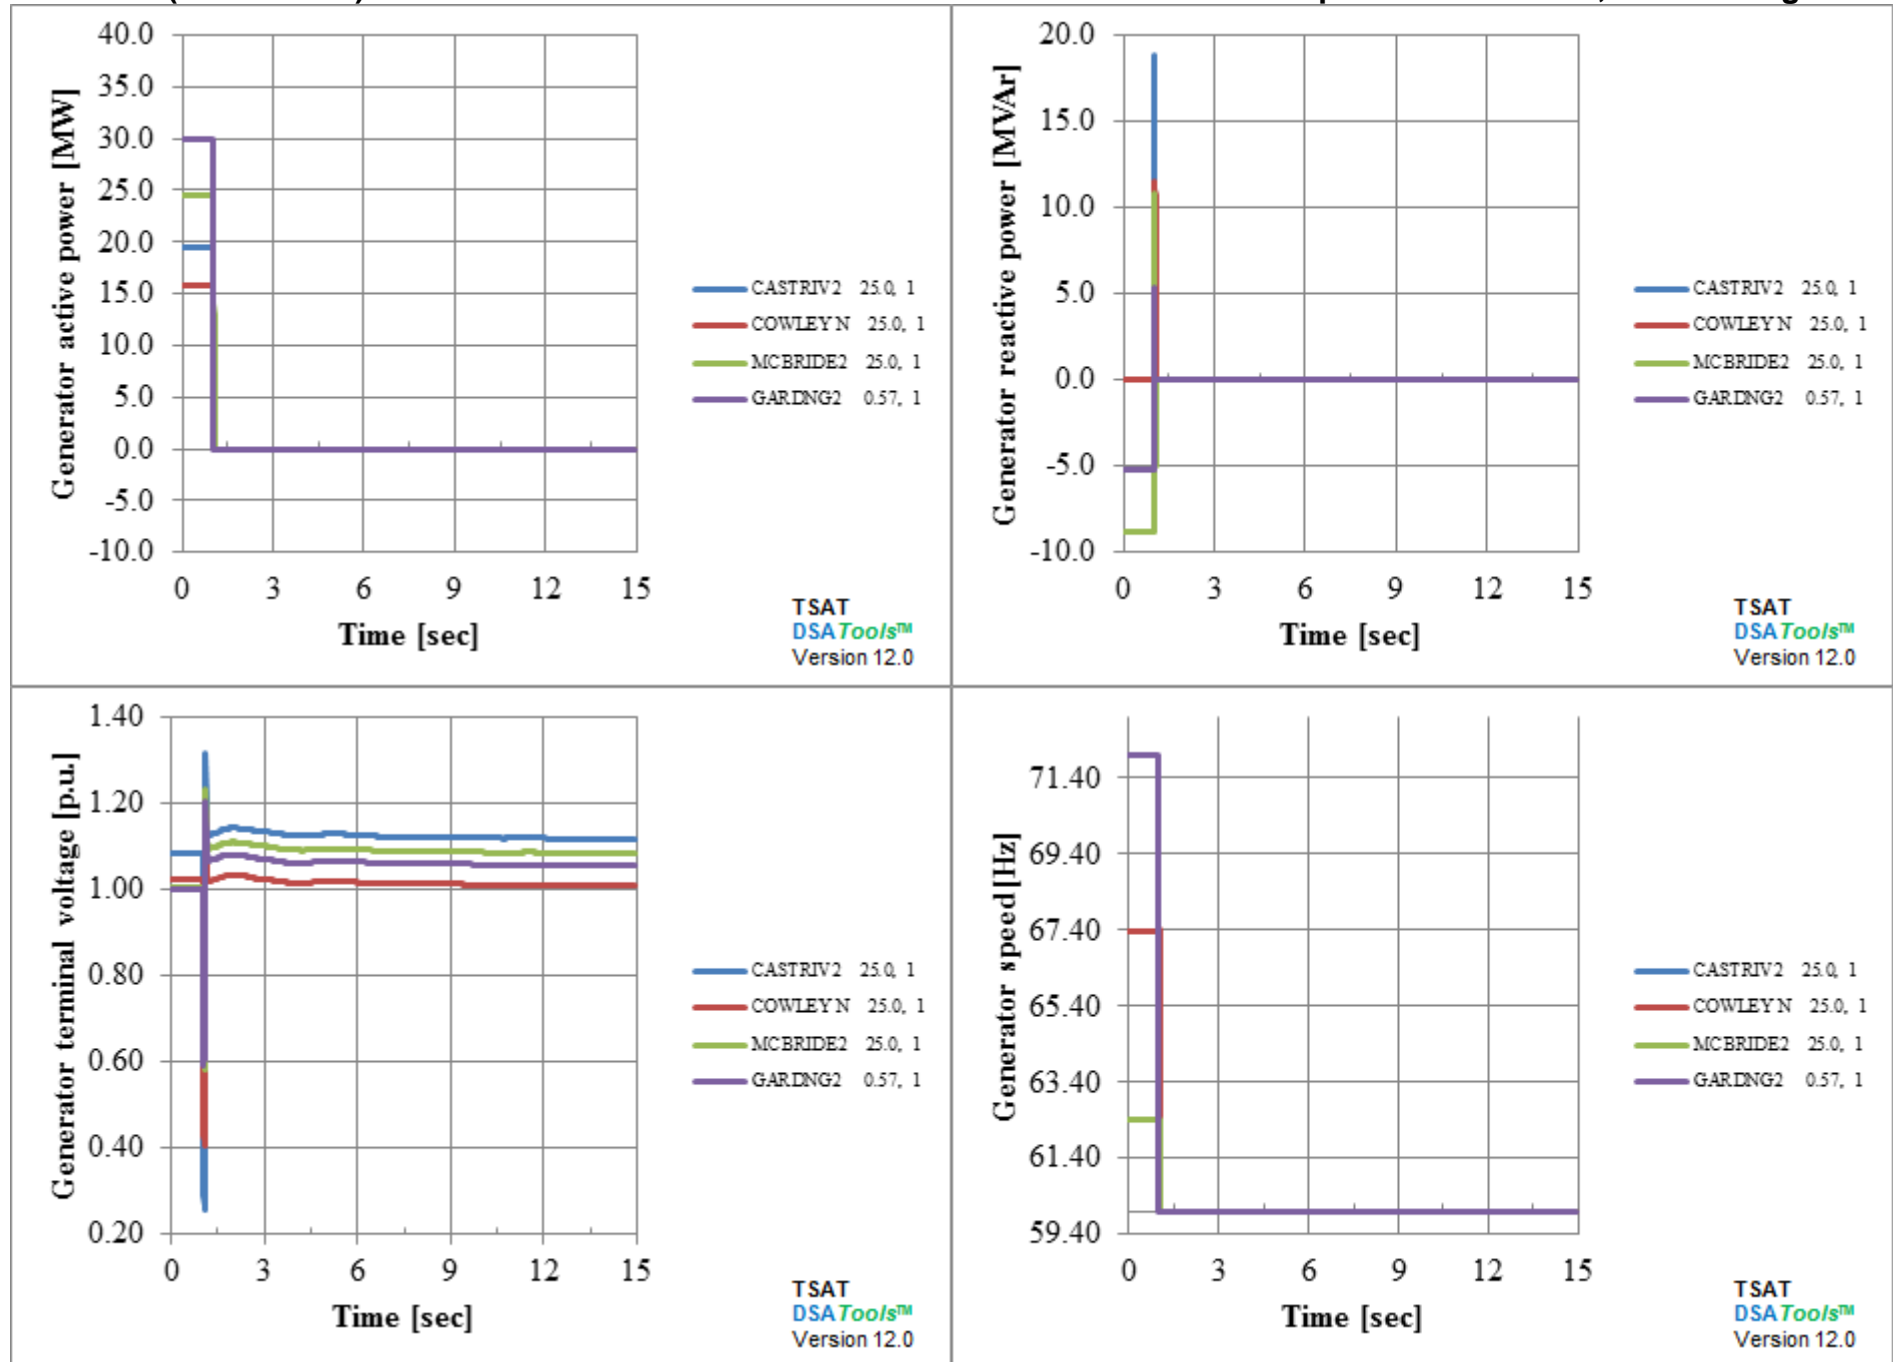 Generator active power [MW]
40.0
35.0
30.0
25.0
20.0
15.0
10.0
5.0
0.0
-5.0
-10.0
0 3 6 9 12 15
Time [sec]
CASTRIV2 25.0, 1
COWLEY N 25.0, 1
MCBRIDE2 25.0, 1
GARDNG2 0.57, 1
TSAT
DSATools™
Version 12.0
Generator reactive power [MVAr]
20.0
15.0
10.0
5.0
0.0
-5.0
-10.0
0 3 6 9 12 15
Time [sec]
CASTRIV2 25.0, 1
COWLEY N 25.0, 1
MCBRIDE2 25.0, 1
GARDNG2 0.57, 1
TSAT
DSATools™
Version 12.0
Generator terminal voltage [p.u.]
1.40
1.20
1.00
0.80
0.60
0.40
0.20
0 3 6 9 12 15
Time [sec]
CASTRIV2 25.0, 1
COWLEY N 25.0, 1
MCBRIDE2 25.0, 1
GARDNG2 0.57, 1
TSAT
DSATools™
Version 12.0
Generator speed[Hz]
71.40
69.40
67.40
65.40
63.40
61.40
59.40
0 3 6 9 12 15
Time [sec]
CASTRIV2 25.0, 1
COWLEY N 25.0, 1
MCBRIDE2 25.0, 1
GARDNG2 0.57, 1
TSAT
DSATools™
Version 12.0